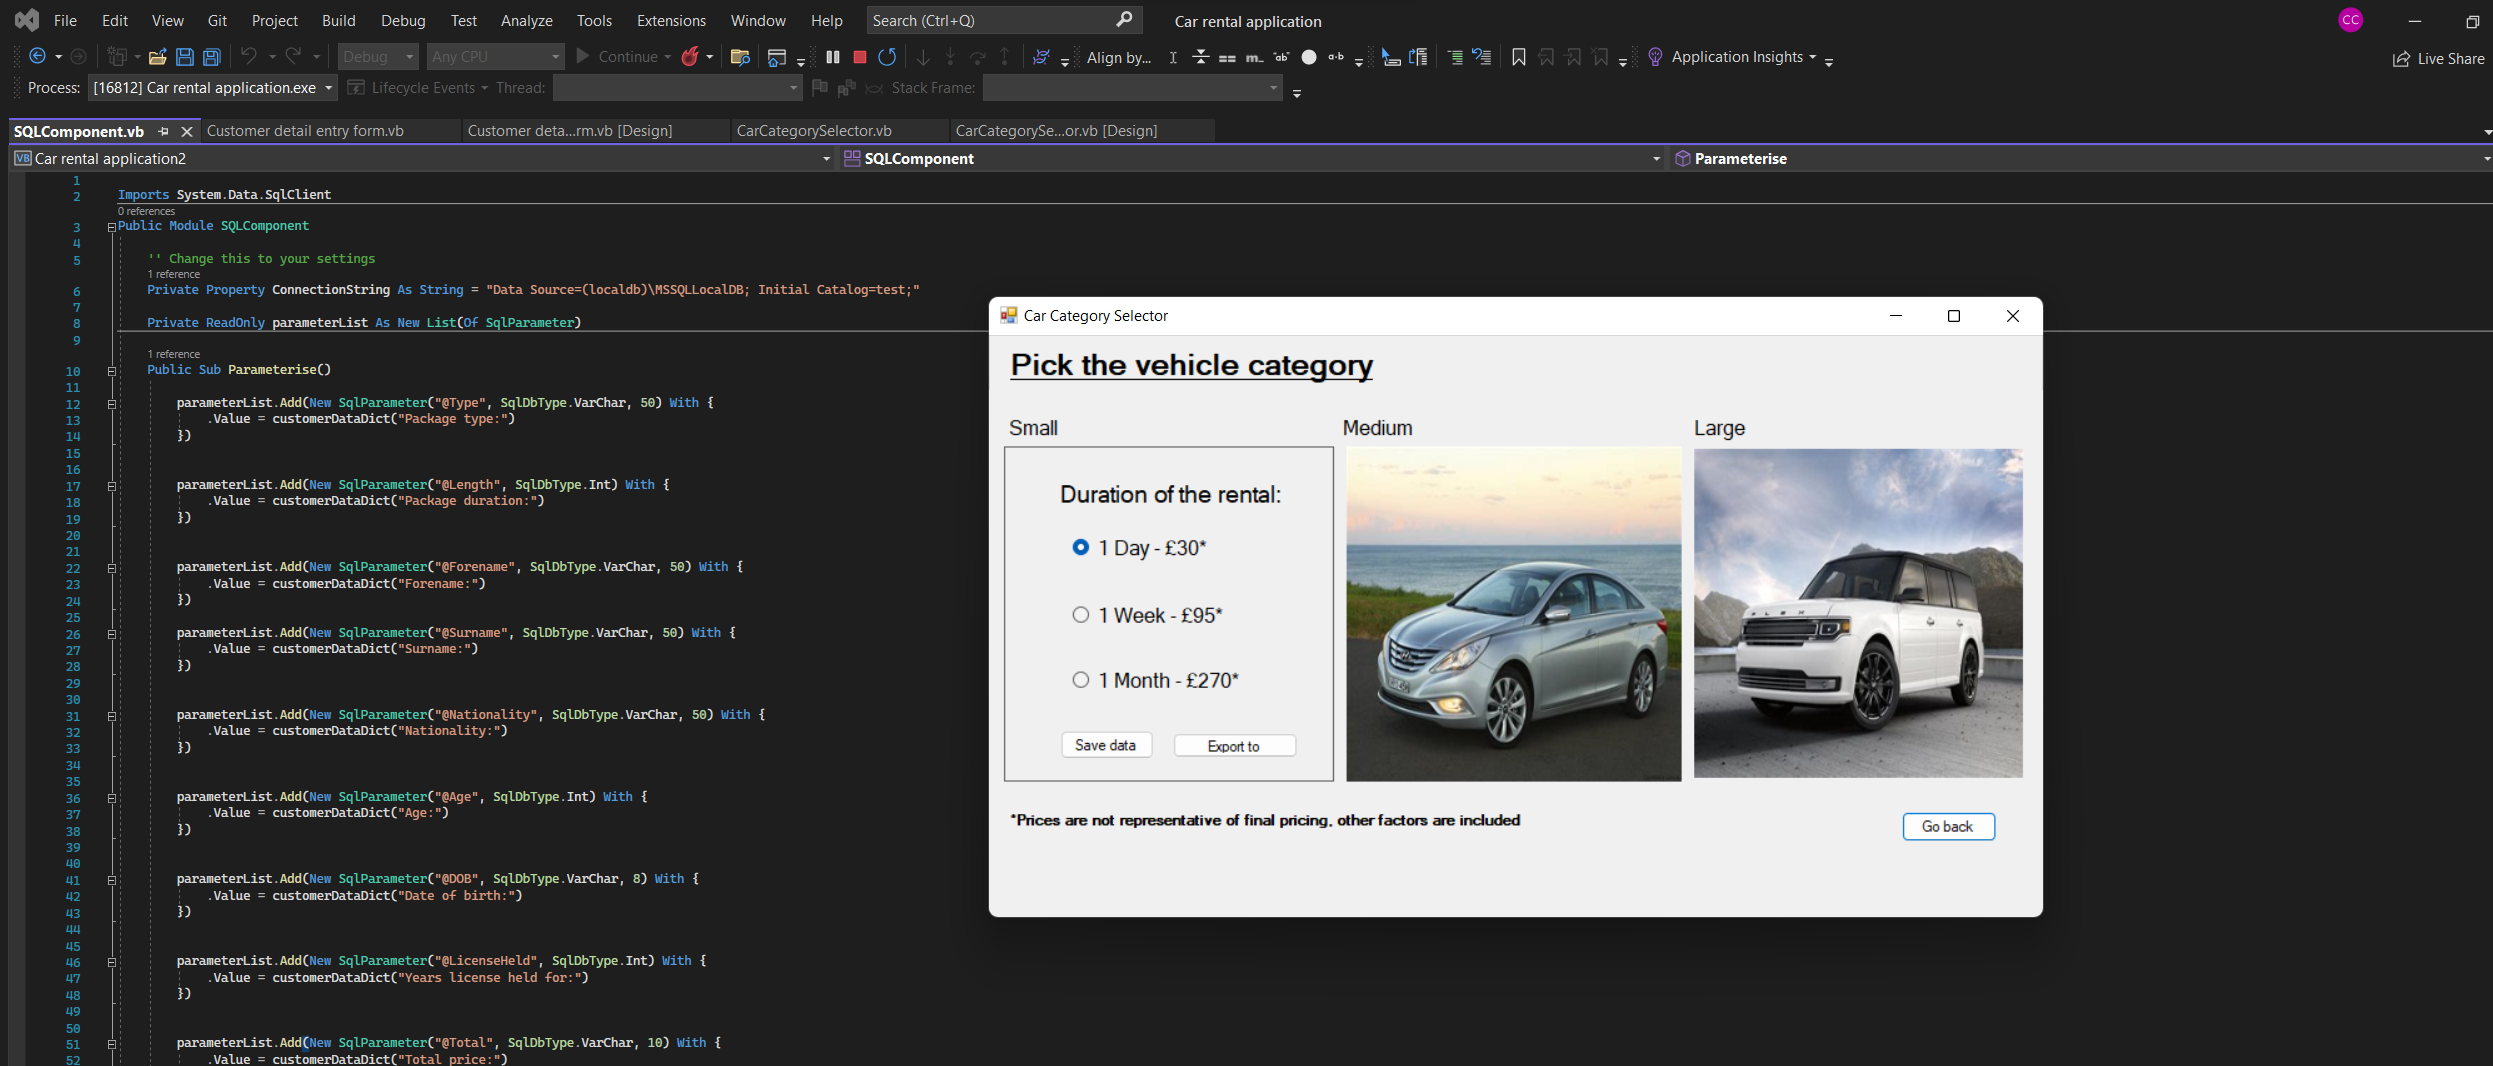 File Edit View Git Project Build Debug Test Analyze Tools Extensions Window Help Search (Ctrl+Q) Car rental application CC
Debug Any CPU Continue Align by... Application Insights Live Share
Process: [16812] Car rental application.exe Lifecycle Events Thread: Stack Frame:
SQLComponent.vb Customer detail entry form.vb Customer deta...rm.vb [Design] CarCategorySelector.vb CarCategorySe...or.vb [Design]
VB Car rental application2 SQLComponent Parameterise
1
2 Imports System.Data.SqlClient
0 references
3 Public Module SQLComponent
4
5 '' Change this to your settings
1 reference
6 Private Property ConnectionString As String = "Data Source=(localdb)\MSSQLLocalDB; Initial Catalog=test;"
7
8 Private ReadOnly parameterList As New List(Of SqlParameter)
9
1 reference
10 Public Sub Parameterise()
11
12 parameterList.Add(New SqlParameter("@Type", SqlDbType.VarChar, 50) With {
13 .Value = customerDataDict("Package type:")
14 })
15
16
17 parameterList.Add(New SqlParameter("@Length", SqlDbType.Int) With {
18 .Value = customerDataDict("Package duration:")
19 })
20
21
22 parameterList.Add(New SqlParameter("@Forename", SqlDbType.VarChar, 50) With {
23 .Value = customerDataDict("Forename:")
24 })
25
26 parameterList.Add(New SqlParameter("@Surname", SqlDbType.VarChar, 50) With {
27 .Value = customerDataDict("Surname:")
28 })
29
30
31 parameterList.Add(New SqlParameter("@Nationality", SqlDbType.VarChar, 50) With {
32 .Value = customerDataDict("Nationality:")
33 })
34
35
36 parameterList.Add(New SqlParameter("@Age", SqlDbType.Int) With {
37 .Value = customerDataDict("Age:")
38 })
39
40
41 parameterList.Add(New SqlParameter("@DOB", SqlDbType.VarChar, 8) With {
42 .Value = customerDataDict("Date of birth:")
43 })
44
45
46 parameterList.Add(New SqlParameter("@LicenseHeld", SqlDbType.Int) With {
47 .Value = customerDataDict("Years license held for:")
48 })
49
50
51 parameterList.Add(New SqlParameter("@Total", SqlDbType.VarChar, 10) With {
52 .Value = customerDataDict("Total price:")
Car Category Selector
Pick the vehicle category
Small Medium Large
Duration of the rental:
1 Day - £30*
1 Week - £95*
1 Month - £270*
Save data Export to
*Prices are not representative of final pricing, other factors are included
Go back